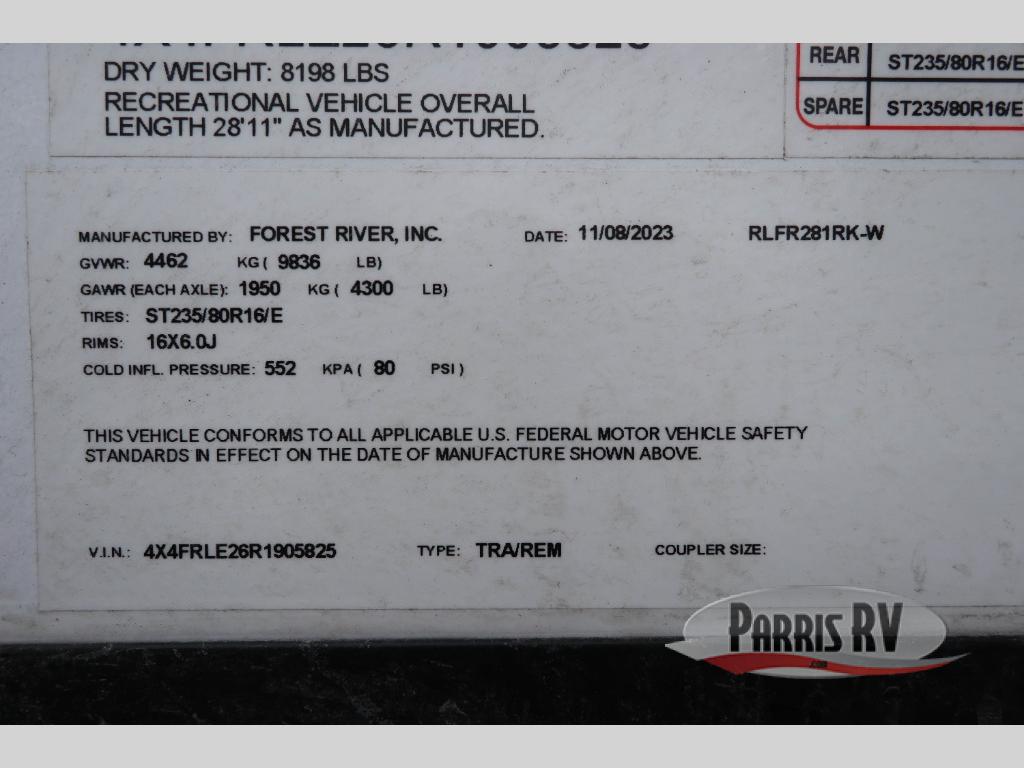 DRY WEIGHT: 8198 LBS
RECREATIONAL VEHICLE OVERALL
LENGTH 28'11" AS MANUFACTURED.
REAR ST235/80R16/E
SPARE ST235/80R16/E
MANUFACTURED BY: FOREST RIVER, INC. DATE: 11/08/2023 RLFR281RK-W
GVWR: 4462 KG ( 9836 LB)
GAWR (EACH AXLE): 1950 KG ( 4300 LB)
TIRES: ST235/80R16/E
RIMS: 16X6.0J
COLD INFL. PRESSURE: 552 KPA ( 80 PSI )
THIS VEHICLE CONFORMS TO ALL APPLICABLE U.S. FEDERAL MOTOR VEHICLE SAFETY
STANDARDS IN EFFECT ON THE DATE OF MANUFACTURE SHOWN ABOVE.
V.I.N.: 4X4FRLE26R1905825 TYPE: TRA/REM COUPLER SIZE:
PARRIS RV
.com